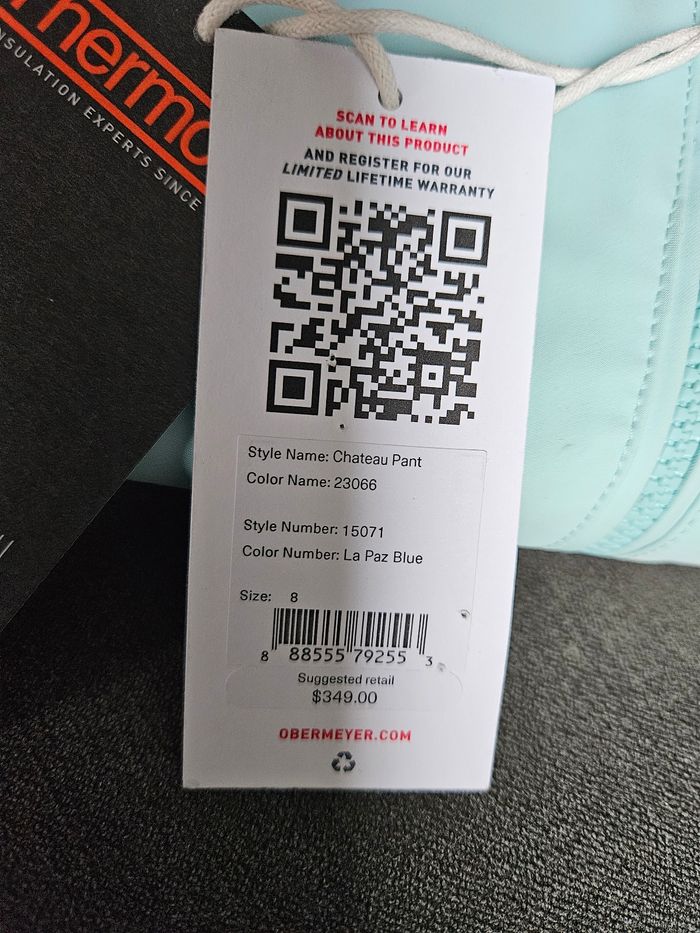 Thermo
INSULATION EXPERTS SINCE
SCAN TO LEARN
ABOUT THIS PRODUCT
AND REGISTER FOR OUR
LIMITED LIFETIME WARRANTY
Style Name: Chateau Pant
Color Name: 23066
Style Number: 15071
Color Number: La Paz Blue
Size: 8
8 88555 79255 3
Suggested retail
$349.00
OBERMEYER.COM